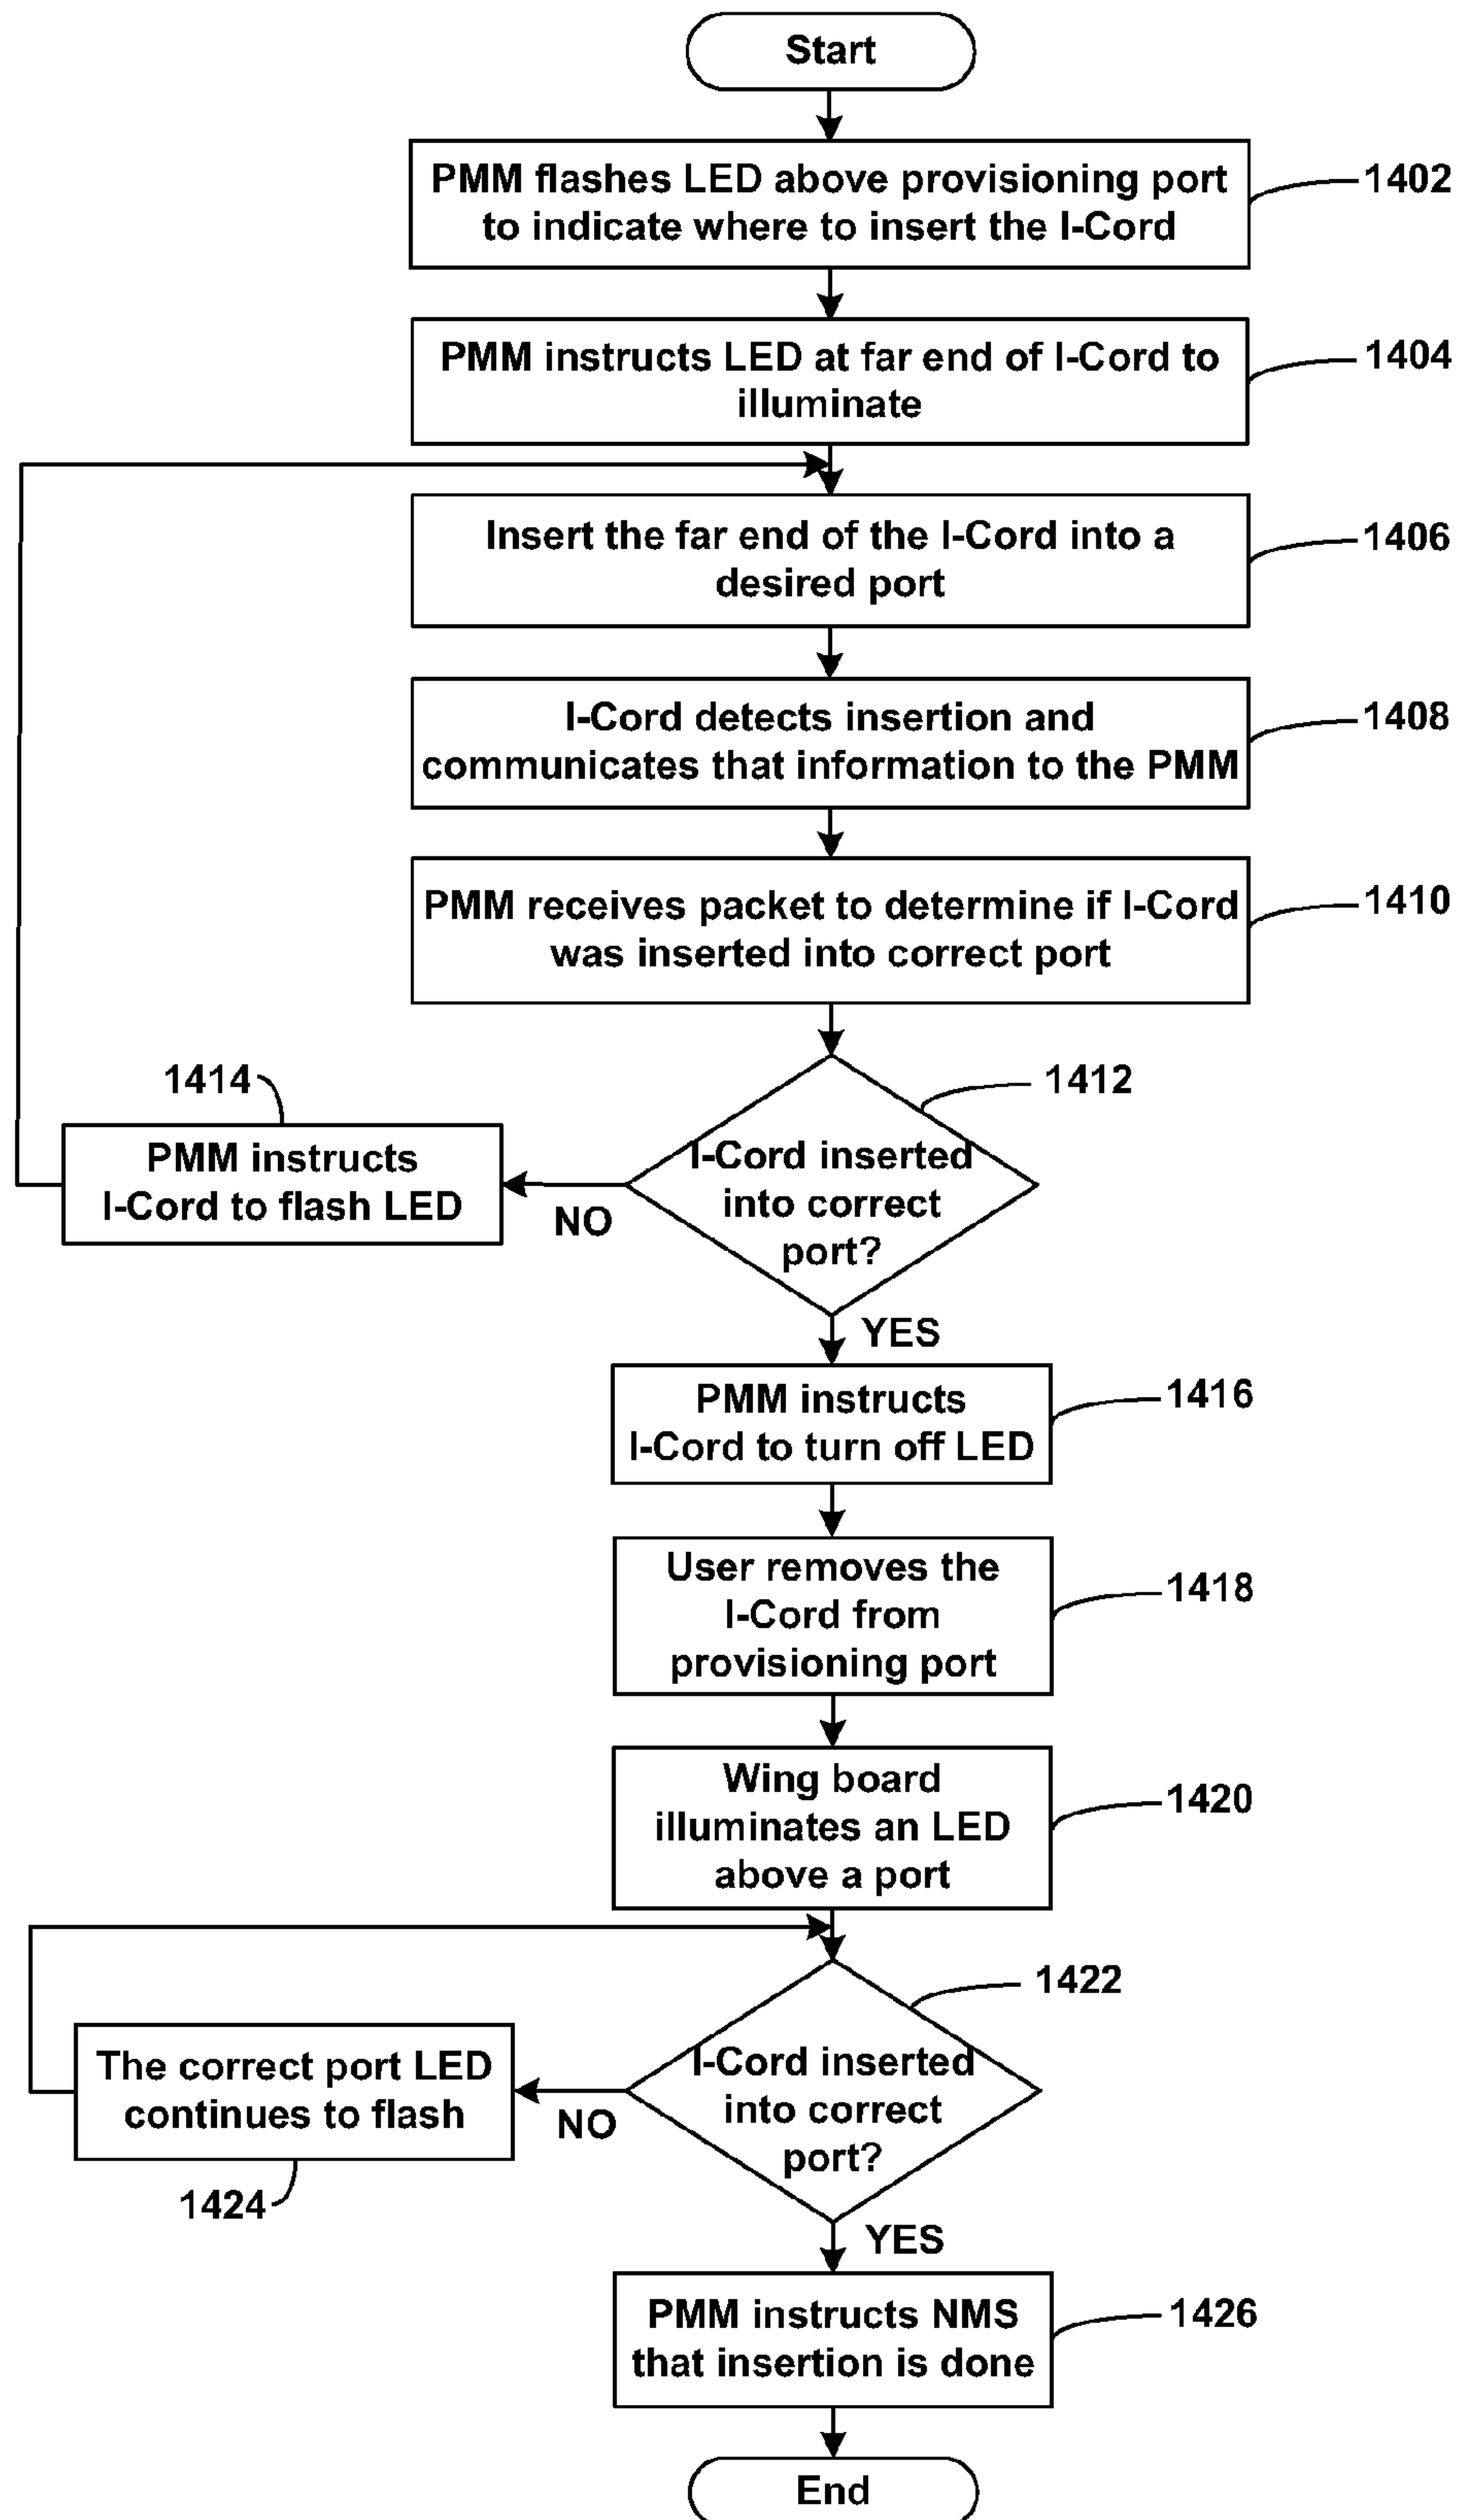 Start
PMM flashes LED above provisioning port
to indicate where to insert the I-Cord
1402
PMM instructs LED at far end of I-Cord to
illuminate
1404
Insert the far end of the I-Cord into a
desired port
1406
I-Cord detects insertion and
communicates that information to the PMM
1408
PMM receives packet to determine if I-Cord
was inserted into correct port
1410
I-Cord inserted
into correct
port?
1412
NO
1414
PMM instructs
I-Cord to flash LED
YES
PMM instructs
I-Cord to turn off LED
1416
User removes the
I-Cord from
provisioning port
1418
Wing board
illuminates an LED
above a port
1420
I-Cord inserted
into correct
port?
1422
NO
The correct port LED
continues to flash
1424
YES
PMM instructs NMS
that insertion is done
1426
End